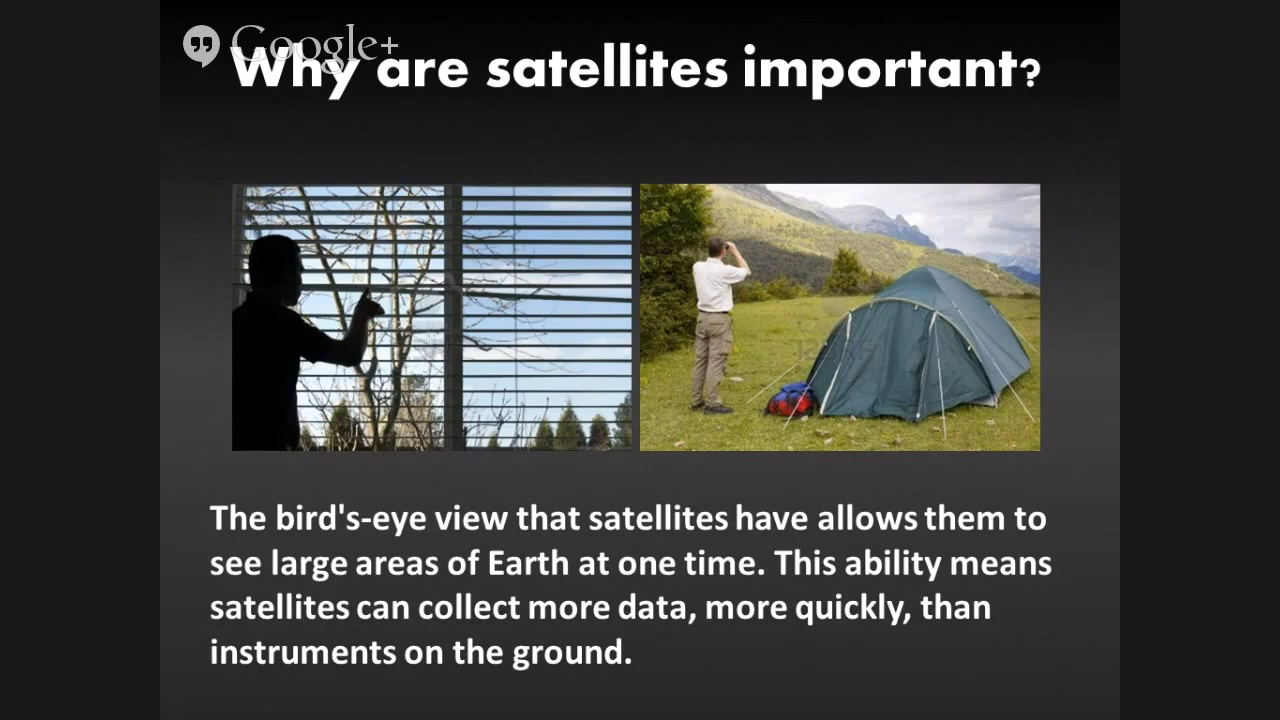 Google+
Why are satellites important?
The bird's-eye view that satellites have allows them to
see large areas of Earth at one time. This ability means
satellites can collect more data, more quickly, than
instruments on the ground.